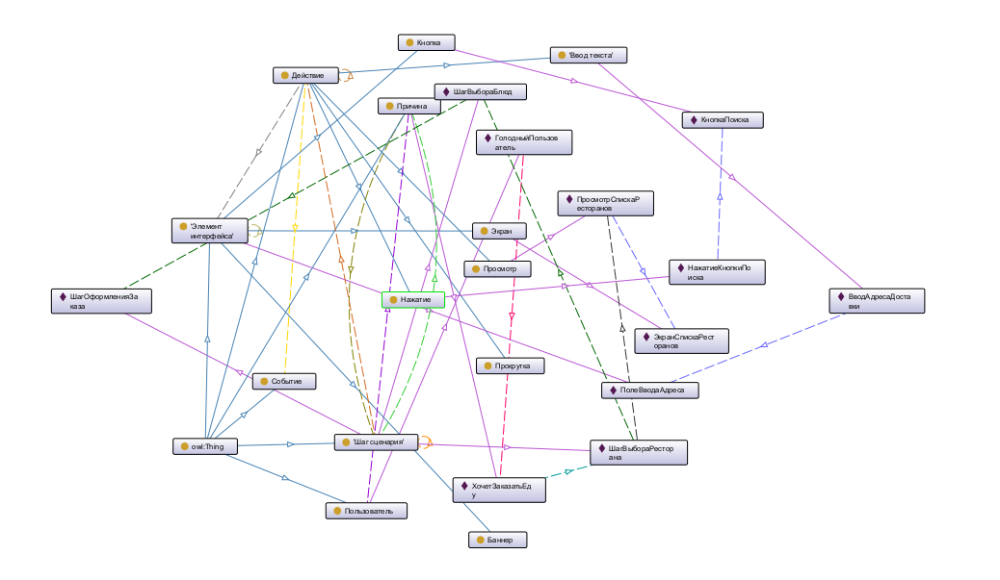 Кнопка
'Ввод текста'
Действие
ШагВыбораБлюд
Причина
КнопкаПоиска
ГолодныйПользов
атель
ПросмотрСпискаР
есторанов
'Элемент
интерфейса'
Экран
Просмотр
НажатиеКнопкиПо
иска
ШагОформленияЗа
каза
Нажатие
ВводАдресаДоста
вки
ЭкранСпискаРест
оранов
Прокрутка
Событие
ПолеВводаАдреса
owl:Thing
'Шаг сценария'
ШагВыбораРестор
ана
ХочетЗаказатьЕд
у
Пользователь
Баннер